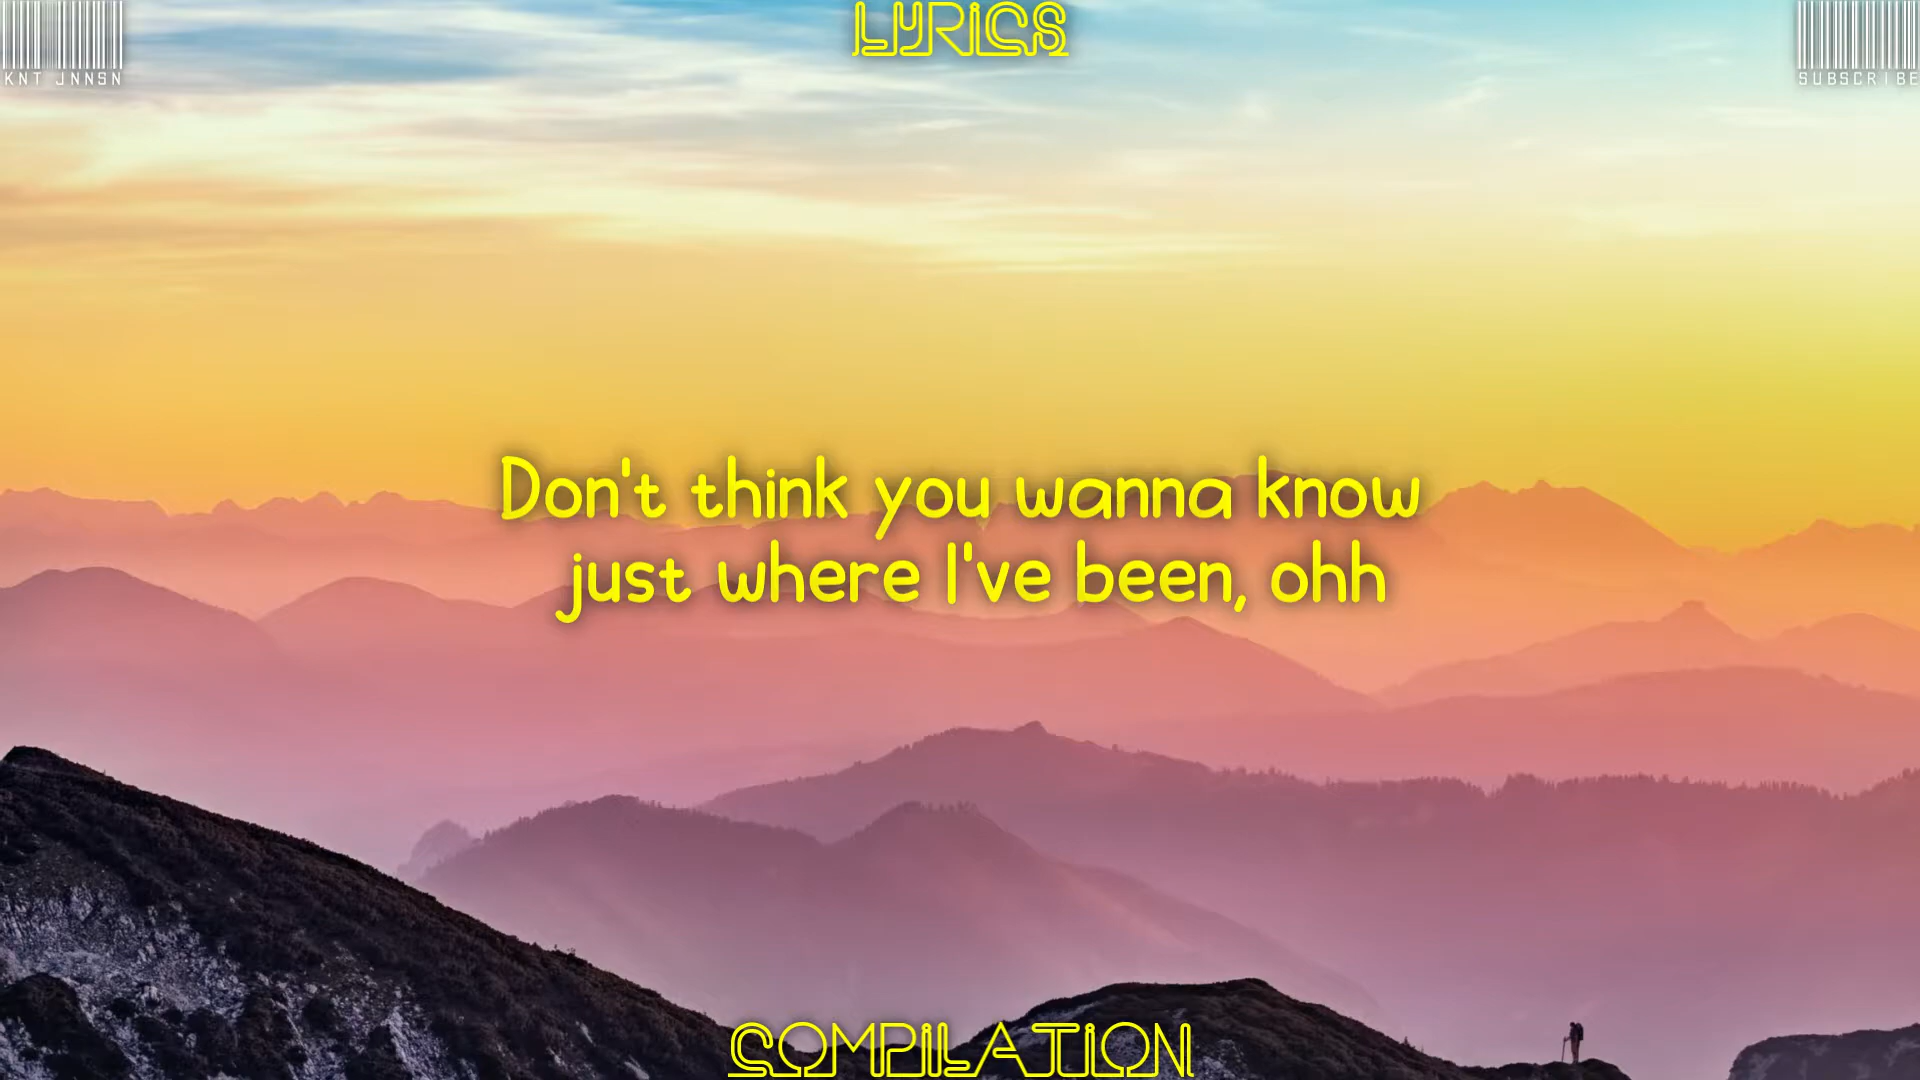 LYRICS
KNT JNNSN
SUBSCRIBE
Don't think you wanna know
just where I've been, ohh
COMPILATION